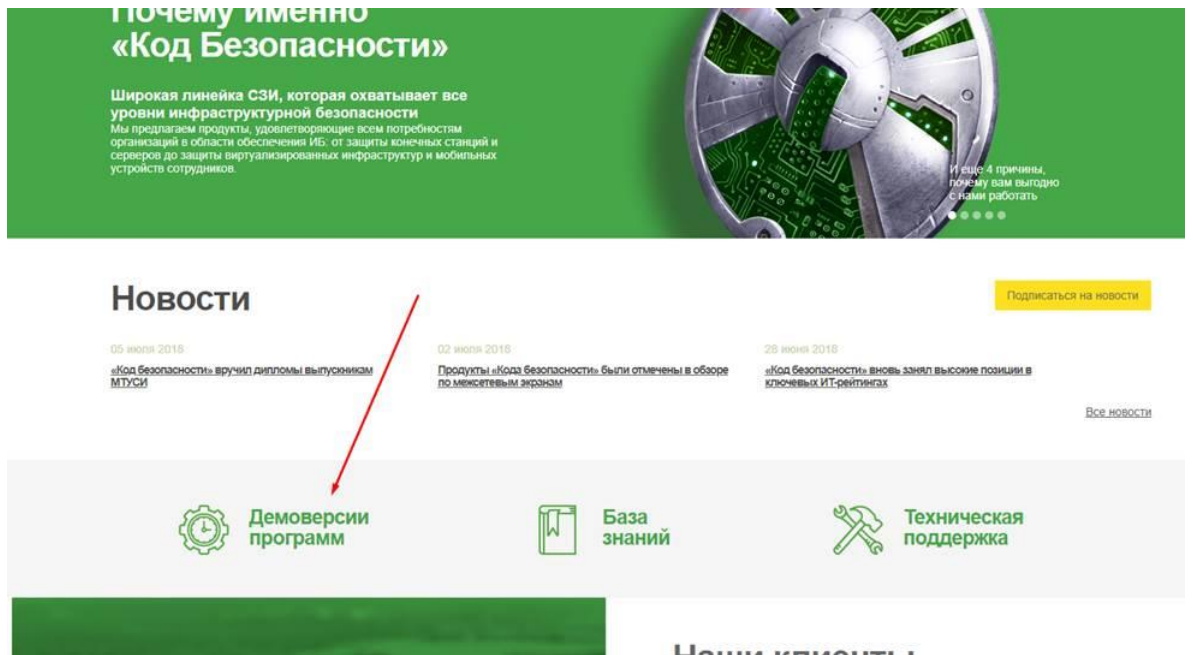 Почему именно
«Код Безопасности»
Широкая линейка СЗИ, которая охватывает все
уровни инфраструктурной безопасности
Мы предлагаем продукты, удовлетворяющие всем потребностям
организаций в области обеспечения ИБ: от защиты конечных станций и
серверов до защиты виртуализированных инфраструктур и мобильных
устройств сотрудников.
И еще 4 причины,
почему вам выгодно
с нами работать
Новости
Подписаться на новости
05 июля 2018
«Код безопасности» вручил дипломы выпускникам
МТУСИ
02 июля 2018
Продукты «Кода безопасности» были отмечены в обзоре
по межсетевым экранам
28 июня 2018
«Код безопасности» вновь занял высокие позиции в
ключевых ИТ-рейтингах
Все новости
Демоверсии
программ
База
знаний
Техническая
поддержка
Наши клиенты